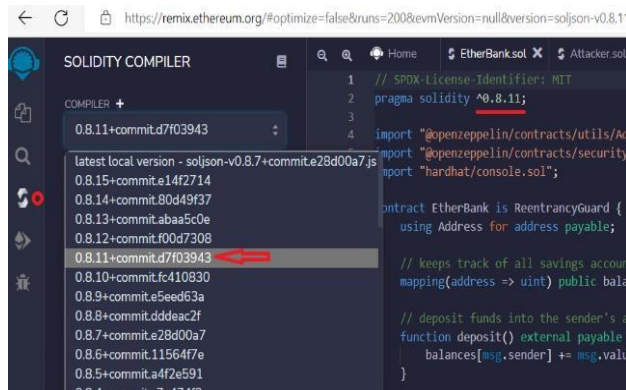 https://remix.ethereum.org/#optimize=false&runs=200&evmVersion=null&version=soljson-v0.8.11
SOLIDITY COMPILER
COMPILER +
0.8.11+commit.d7f03943
latest local version - soljson-v0.8.7+commit.e28d00a7.js
0.8.15+commit.e14f2714
0.8.14+commit.80d49f37
0.8.13+commit.abaa5c0e
0.8.12+commit.f00d7308
0.8.11+commit.d7f03943
0.8.10+commit.fc410830
0.8.9+commit.e5eed63a
0.8.8+commit.dddeac2f
0.8.7+commit.e28d00a7
0.8.6+commit.11564f7e
0.8.5+commit.a4f2e591
Home EtherBank.sol Attacker.sol
1 // SPDX-License-Identifier: MIT
2 pragma solidity ^0.8.11;
3
4 import "@openzeppelin/contracts/utils/Ad
import "@openzeppelin/contracts/security
import "hardhat/console.sol";
contract EtherBank is ReentrancyGuard {
using Address for address payable;
// keeps track of all savings accoun
mapping(address => uint) public bala
// deposit funds into the sender's a
function deposit() external payable
balances[msg.sender] += msg.valu
}